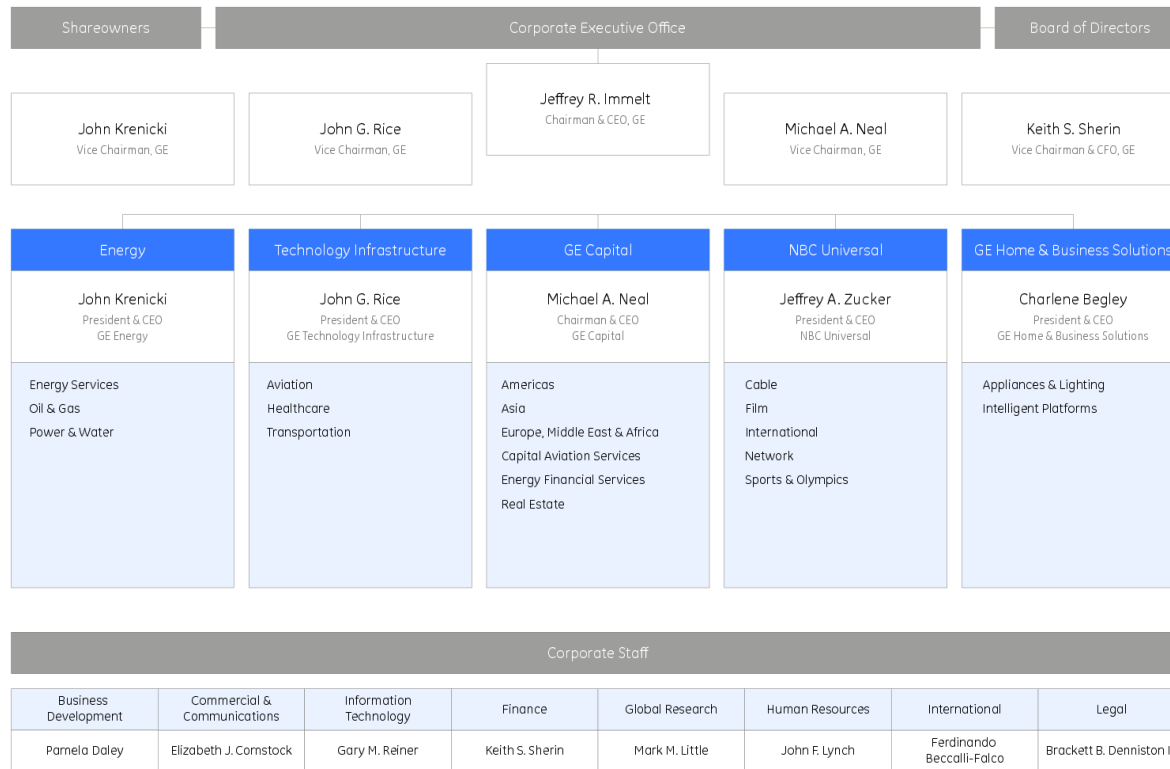 Shareowners
Corporate Executive Office
Board of Directors
Jeffrey R. Immelt
Chairman & CEO, GE
John Krenicki
Vice Chairman, GE
John G. Rice
Vice Chairman, GE
Michael A. Neal
Vice Chairman, GE
Keith S. Sherin
Vice Chairman & CFO, GE
Energy
John Krenicki
President & CEO
GE Energy
Energy Services
Oil & Gas
Power & Water
Technology Infrastructure
John G. Rice
President & CEO
GE Technology Infrastructure
Aviation
Healthcare
Transportation
GE Capital
Michael A. Neal
Chairman & CEO
GE Capital
Americas
Asia
Europe, Middle East & Africa
Capital Aviation Services
Energy Financial Services
Real Estate
NBC Universal
Jeffrey A. Zucker
President & CEO
NBC Universal
Cable
Film
International
Network
Sports & Olympics
GE Home & Business Solutions
Charlene Begley
President & CEO
GE Home & Business Solutions
Appliances & Lighting
Intelligent Platforms
Corporate Staff
Business
Development
Pamela Daley
Commercial &
Communications
Elizabeth J. Comstock
Information
Technology
Gary M. Reiner
Finance
Keith S. Sherin
Global Research
Mark M. Little
Human Resources
John F. Lynch
International
Ferdinando
Beccalli-Falco
Legal
Brackett B. Denniston